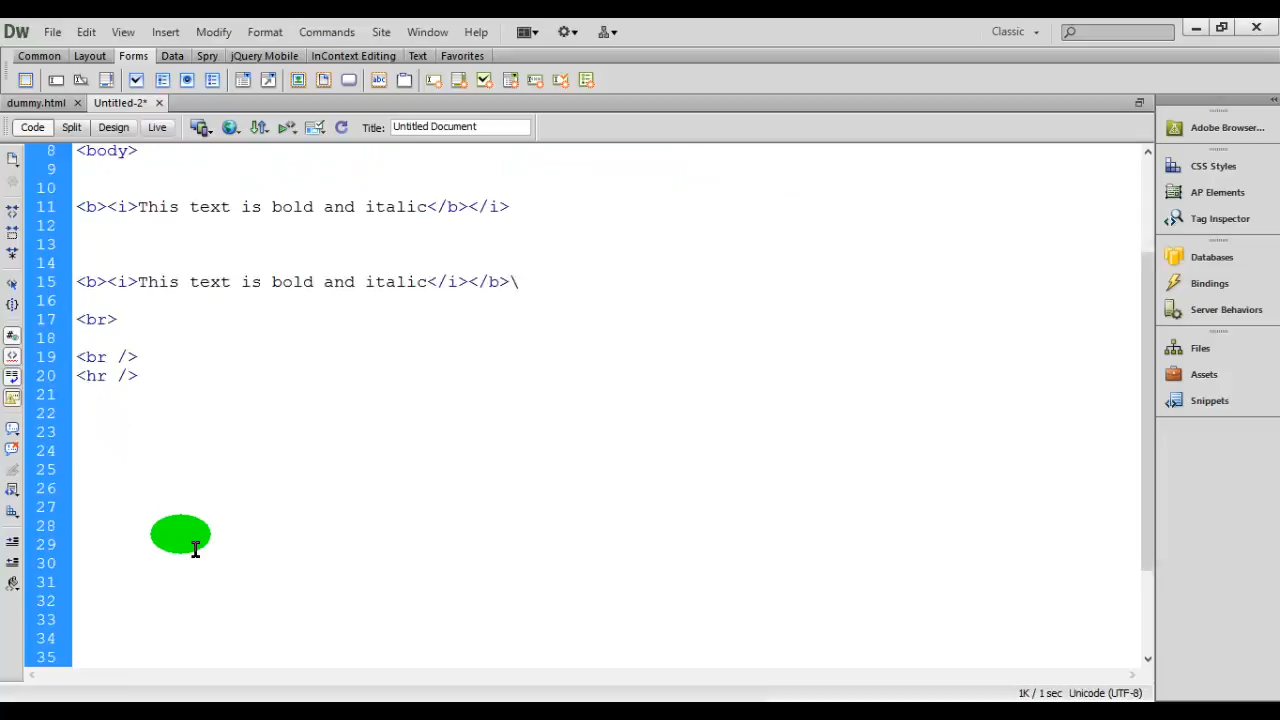 Dw File Edit View Insert Modify Format Commands Site Window Help Classic
Common Layout Forms Data Spry jQuery Mobile InContext Editing Text Favorites
dummy.html Untitled-2*
Code Split Design Live Title: Untitled Document
Adobe Browser...
CSS Styles
AP Elements
Tag Inspector
Databases
Bindings
Server Behaviors
Files
Assets
Snippets
8 <body>
9
10
11 <b><i>This text is bold and italic</b></i>
12
13
14
15 <b><i>This text is bold and italic</i></b>\
16
17 <br>
18
19 <br />
20 <hr />
21
22
23
24
25
26
27
28
29
30
31
32
33
34
35
1K / 1 sec Unicode (UTF-8)